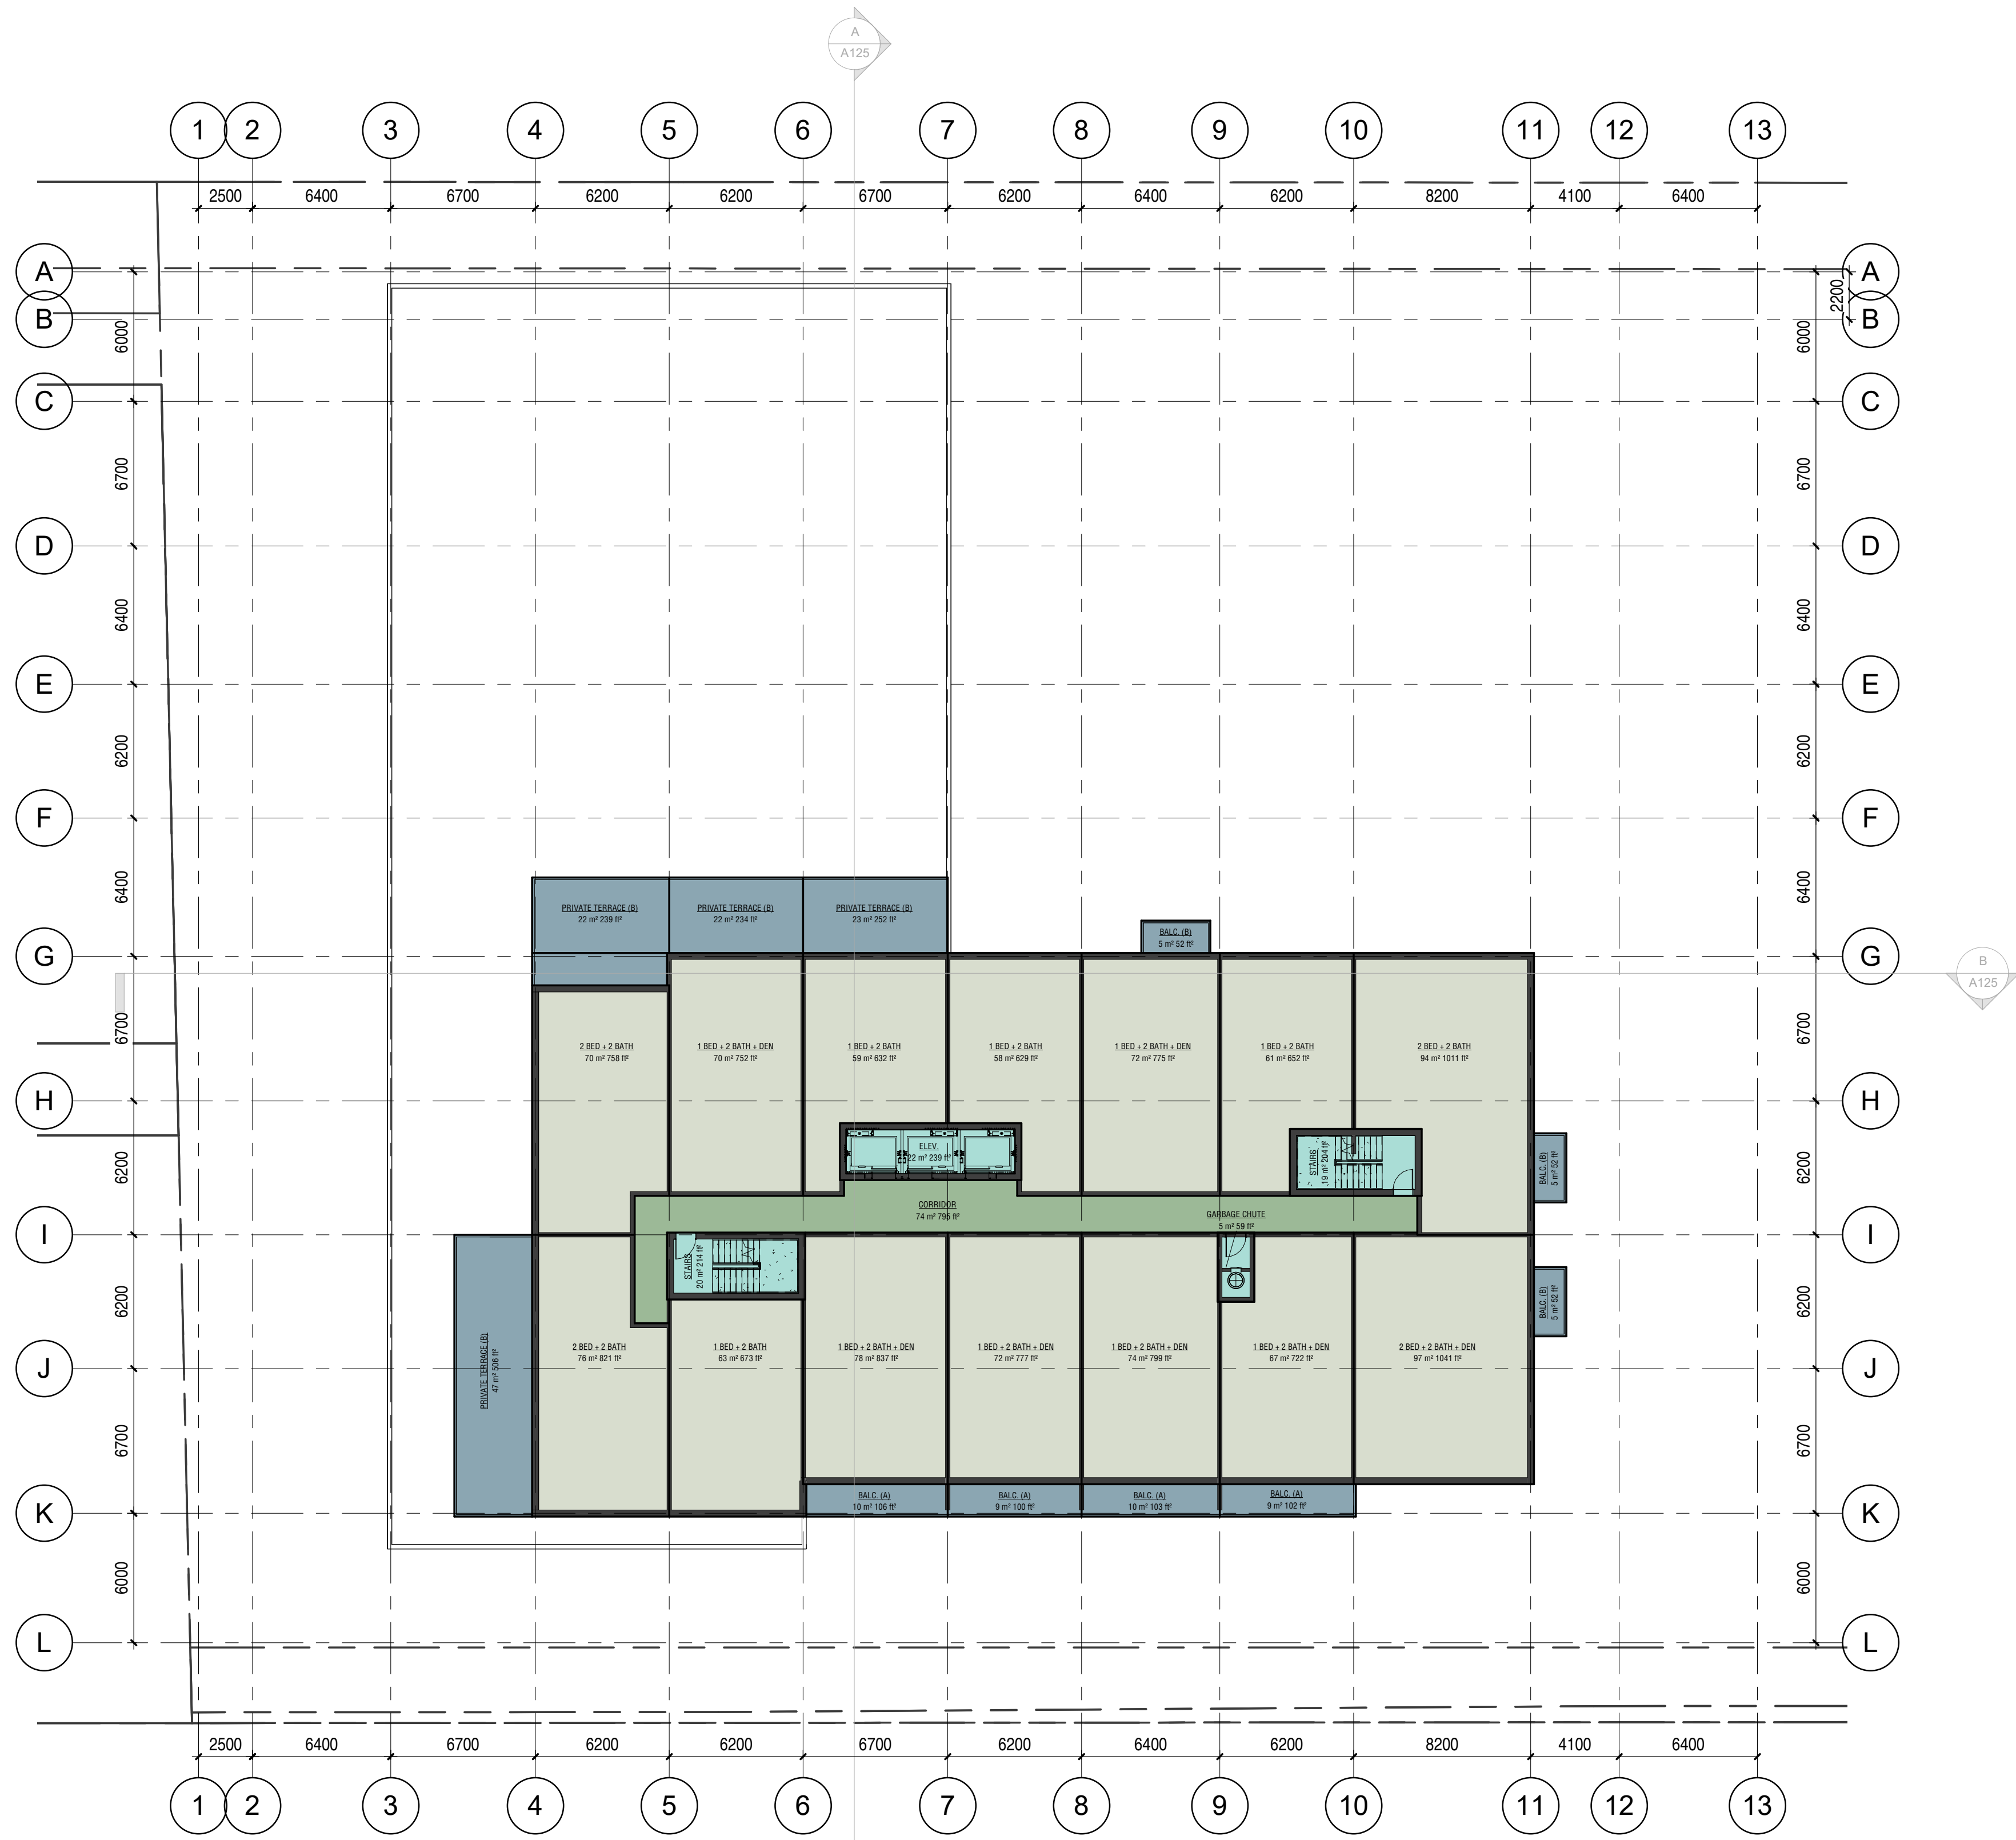 A
A125
1 2 3 4 5 6 7 8 9 10 11 12 13
2500 6400 6700 6200 6200 6700 6200 6400 6200 8200 4100 6400
A A
2200
B B
6000 6000
C C
6700 6700
D D
6400 6400
E E
6200 6200
F F
6400 6400
PRIVATE TERRACE (B) PRIVATE TERRACE (B) PRIVATE TERRACE (B)
22 m² 239 ft² 22 m² 234 ft² 23 m² 252 ft²
BALC. (B)
5 m² 52 ft²
G G
B
A125
6700 6700
2 BED + 2 BATH 1 BED + 2 BATH + DEN 1 BED + 2 BATH 1 BED + 2 BATH 1 BED + 2 BATH + DEN 1 BED + 2 BATH 2 BED + 2 BATH
70 m² 758 ft² 70 m² 752 ft² 59 m² 632 ft² 58 m² 629 ft² 72 m² 775 ft² 61 m² 652 ft² 94 m² 1011 ft²
H H
ELEV.
22 m² 239 ft²
STAIRS
19 m² 204 ft²
BALC. (B)
5 m² 52 ft²
6200 6200
CORRIDOR
74 m² 795 ft²
GARBAGE CHUTE
5 m² 59 ft²
I I
STAIRS
20 m² 214 ft²
BALC. (B)
5 m² 52 ft²
6200 6200
2 BED + 2 BATH 1 BED + 2 BATH 1 BED + 2 BATH + DEN 1 BED + 2 BATH + DEN 1 BED + 2 BATH + DEN 1 BED + 2 BATH + DEN 2 BED + 2 BATH + DEN
76 m² 821 ft² 63 m² 673 ft² 78 m² 837 ft² 72 m² 777 ft² 74 m² 799 ft² 67 m² 722 ft² 97 m² 1041 ft²
PRIVATE TERRACE (B)
47 m² 506 ft²
J J
6700 6700
BALC. (A) BALC. (A) BALC. (A) BALC. (A)
10 m² 106 ft² 9 m² 100 ft² 10 m² 103 ft² 9 m² 102 ft²
K K
6000 6000
L L
2500 6400 6700 6200 6200 6700 6200 6400 6200 8200 4100 6400
1 2 3 4 5 6 7 8 9 10 11 12 13